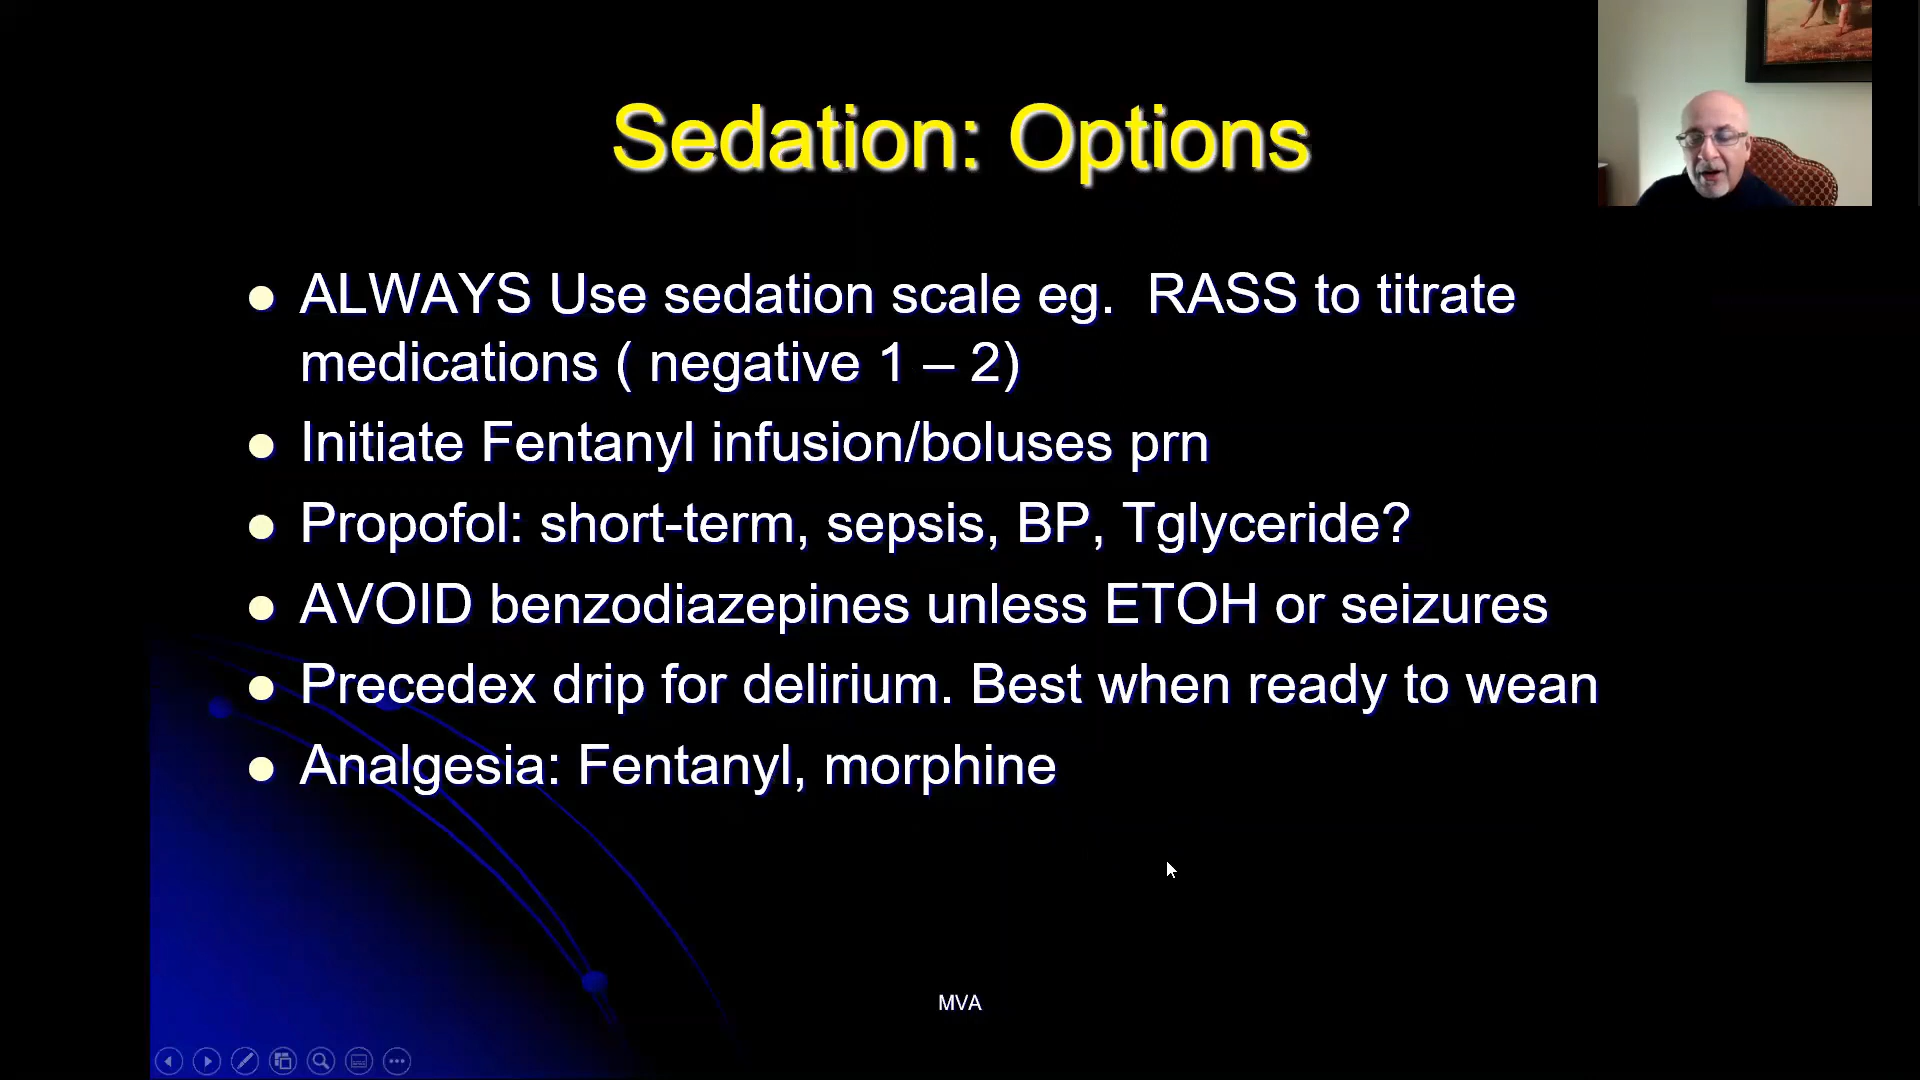 Sedation: Options
ALWAYS Use sedation scale eg.  RASS to titrate
medications ( negative 1 – 2)
Initiate Fentanyl infusion/boluses prn
Propofol: short-term, sepsis, BP, Tglyceride?
AVOID benzodiazepines unless ETOH or seizures
Precedex drip for delirium. Best when ready to wean
Analgesia: Fentanyl, morphine
MVA